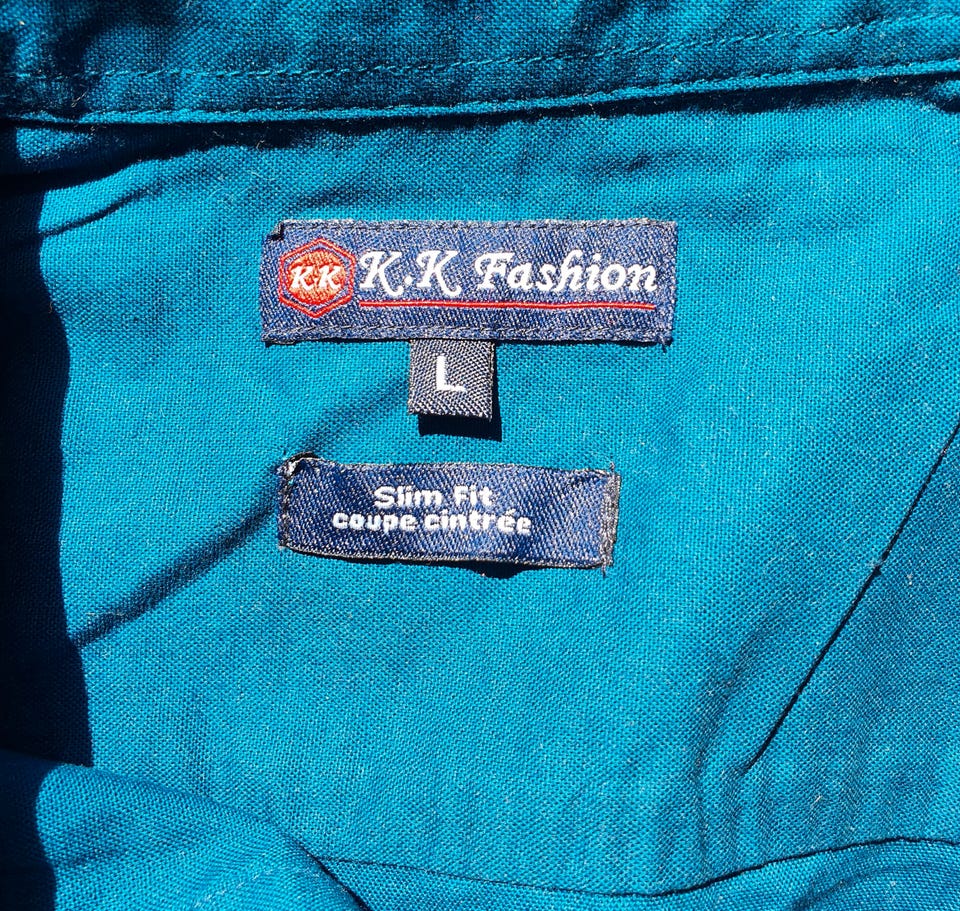 K.K K.K Fashion
L
Slim Fit
coupe cintrée